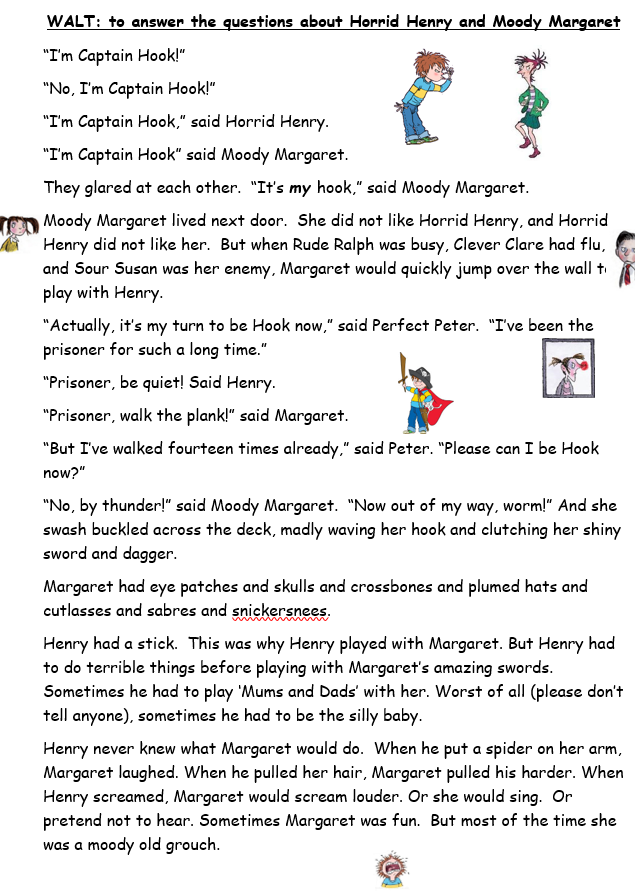 WALT: to answer the questions about Horrid Henry and Moody Margaret
“I’m Captain Hook!”
“No, I’m Captain Hook!”
“I’m Captain Hook,” said Horrid Henry.
“I’m Captain Hook” said Moody Margaret.
They glared at each other.  “It’s my hook,” said Moody Margaret.
Moody Margaret lived next door.  She did not like Horrid Henry, and Horrid
Henry did not like her.  But when Rude Ralph was busy, Clever Clare had flu,
and Sour Susan was her enemy, Margaret would quickly jump over the wall to
play with Henry.
“Actually, it’s my turn to be Hook now,” said Perfect Peter.  “I’ve been the
prisoner for such a long time.”
“Prisoner, be quiet! Said Henry.
“Prisoner, walk the plank!” said Margaret.
“But I’ve walked fourteen times already,” said Peter. “Please can I be Hook
now?”
“No, by thunder!” said Moody Margaret.  “Now out of my way, worm!” And she
swash buckled across the deck, madly waving her hook and clutching her shiny
sword and dagger.
Margaret had eye patches and skulls and crossbones and plumed hats and
cutlasses and sabres and snickersnees.
Henry had a stick.  This was why Henry played with Margaret. But Henry had
to do terrible things before playing with Margaret’s amazing swords.
Sometimes he had to play ‘Mums and Dads’ with her. Worst of all (please don’t
tell anyone), sometimes he had to be the silly baby.
Henry never knew what Margaret would do.  When he put a spider on her arm,
Margaret laughed. When he pulled her hair, Margaret pulled his harder. When
Henry screamed, Margaret would scream louder. Or she would sing.  Or
pretend not to hear. Sometimes Margaret was fun.  But most of the time she
was a moody old grouch.